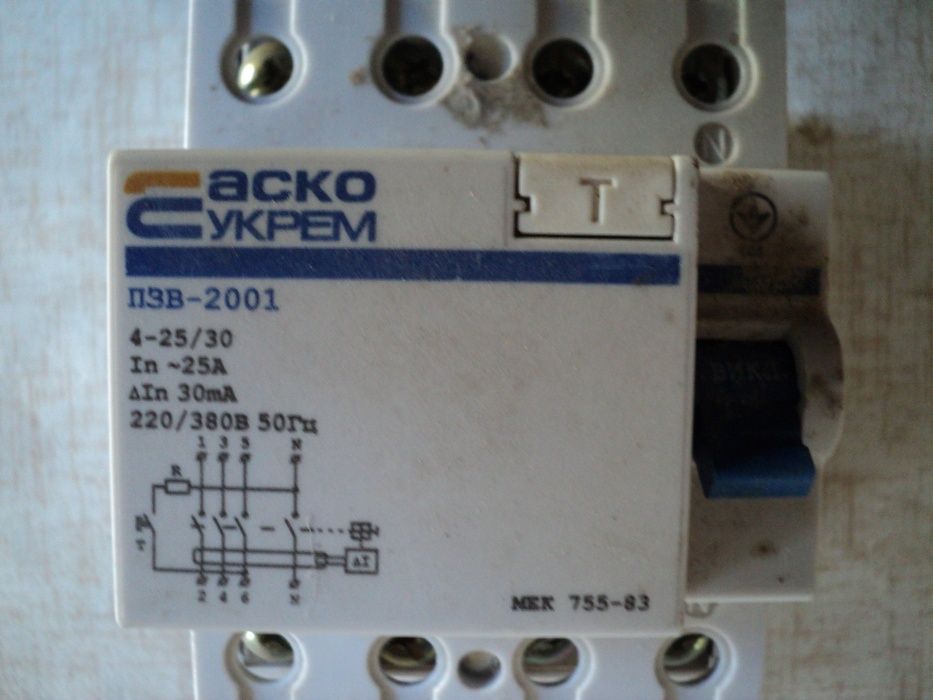 N
аско
УКРЕМ
T
ПЗВ-2001
4-25/30
In ~25A
ΔIn 30mA
220/380В 50Гц
ВИКЛ.
1 3 5 N
R
T
ΔI
2 4 6 N
МЕК 755-83